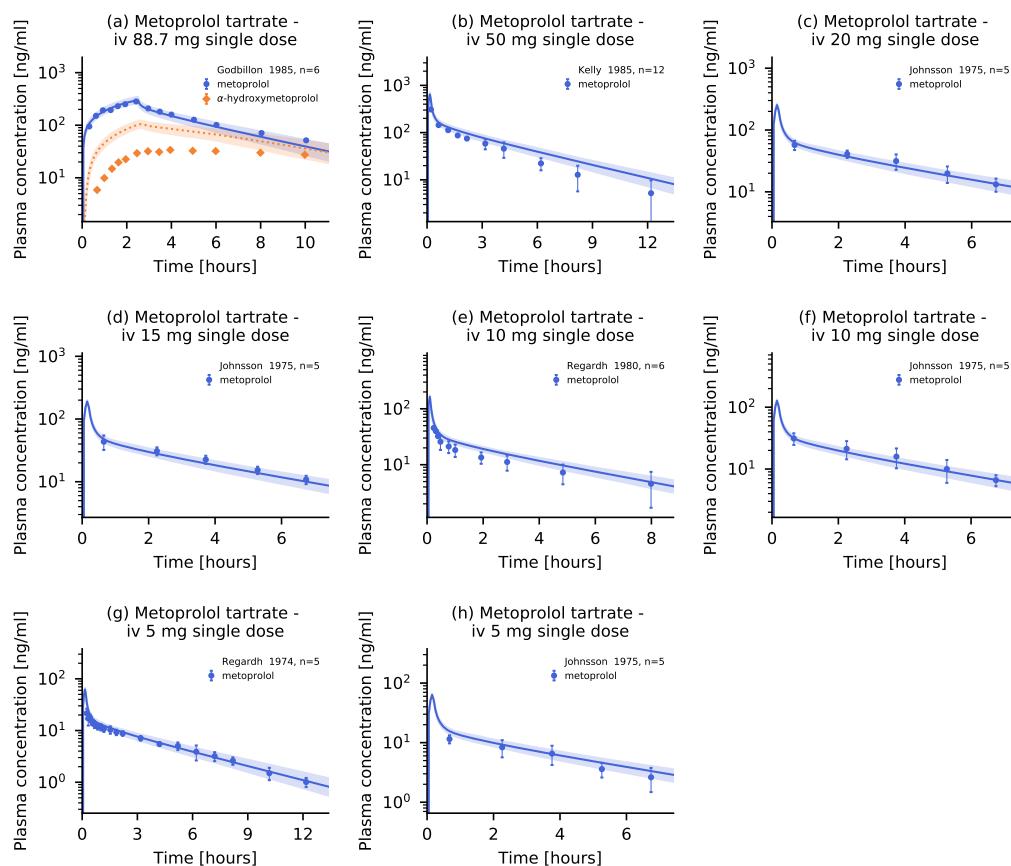 (a) Metoprolol tartrate -
iv 88.7 mg single dose
Plasma concentration [ng/ml]
10³
10²
10¹
Godbillon 1985, n=6
metoprolol
α-hydroxymetoprolol
0 2 4 6 8 10
Time [hours]
(b) Metoprolol tartrate -
iv 50 mg single dose
Plasma concentration [ng/ml]
10³
10²
10¹
Kelly 1985, n=12
metoprolol
0 3 6 9 12
Time [hours]
(c) Metoprolol tartrate -
iv 20 mg single dose
Plasma concentration [ng/ml]
10³
10²
10¹
Johnsson 1975, n=5
metoprolol
0 2 4 6
Time [hours]
(d) Metoprolol tartrate -
iv 15 mg single dose
Plasma concentration [ng/ml]
10³
10²
10¹
Johnsson 1975, n=5
metoprolol
0 2 4 6
Time [hours]
(e) Metoprolol tartrate -
iv 10 mg single dose
Plasma concentration [ng/ml]
10²
10¹
Regardh 1980, n=6
metoprolol
0 2 4 6 8
Time [hours]
(f) Metoprolol tartrate -
iv 10 mg single dose
Plasma concentration [ng/ml]
10²
10¹
Johnsson 1975, n=5
metoprolol
0 2 4 6
Time [hours]
(g) Metoprolol tartrate -
iv 5 mg single dose
Plasma concentration [ng/ml]
10²
10¹
10⁰
Regardh 1974, n=5
metoprolol
0 3 6 9 12
Time [hours]
(h) Metoprolol tartrate -
iv 5 mg single dose
Plasma concentration [ng/ml]
10²
10¹
10⁰
Johnsson 1975, n=5
metoprolol
0 2 4 6
Time [hours]